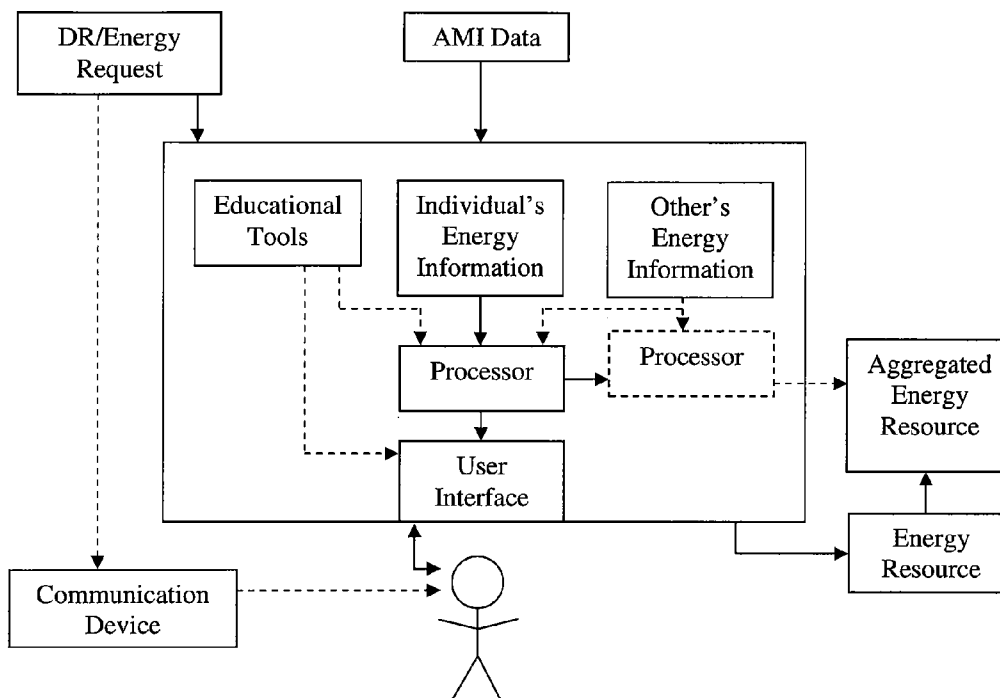 DR/Energy
Request
AMI Data
Educational
Tools
Individual's
Energy
Information
Other's
Energy
Information
Processor
Processor
Aggregated
Energy
Resource
User
Interface
Energy
Resource
Communication
Device